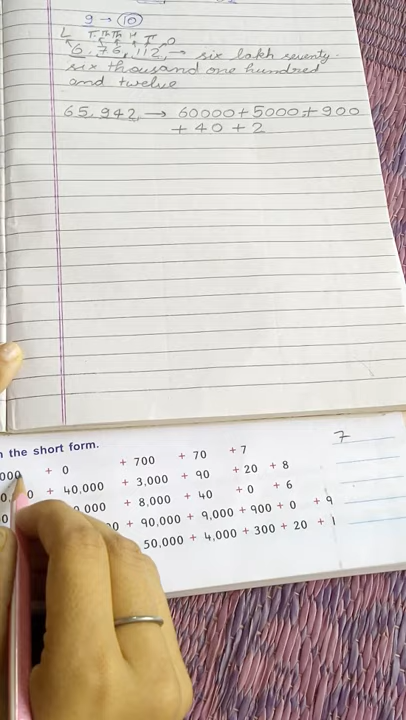 9 → 10
L T.Th Th H T O
6,76,112, → six lakh seventy-
six thousand one hundred
and twelve
65,942, → 60000+5000+900
+ 40 + 2
the short form.
000 + 0 + 700 + 70 + 7
7
0 + 40,000 + 3,000 + 90 + 20 + 8
,000 + 8,000 + 40 + 0 + 6
+ 90,000 + 9,000 + 900 + 0 + 9
50,000 + 4,000 + 300 + 20 + 1